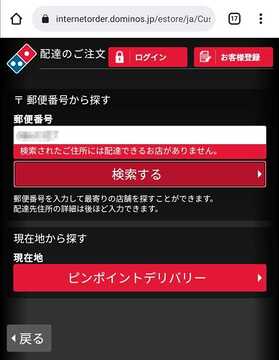 internetorder.dominos.jp/estore/ja/Cus
17
配達のご注文
ログイン
お客様登録
〒 郵便番号から探す
郵便番号
検索されたご住所には配達できるお店がありません。
検索する
郵便番号を入力して最寄りの店舗を探すことができます。
配達先住所の詳細は後ほど入力できます。
現在地から探す
現在地
ピンポイントデリバリー
戻る